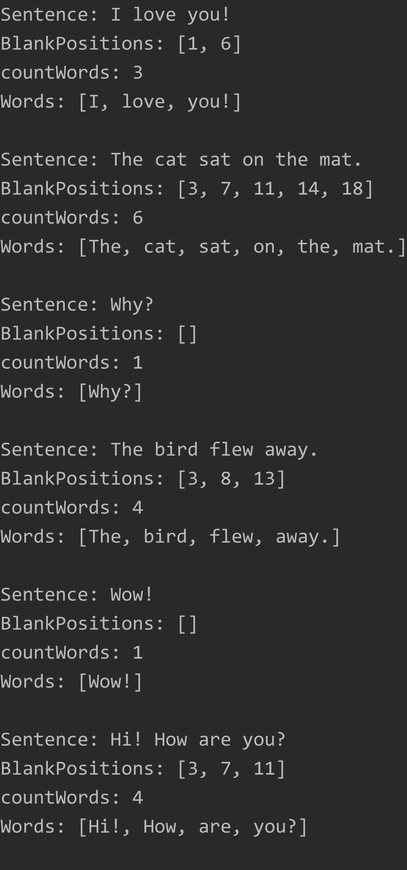 Sentence: I love you!
BlankPositions: [1, 6]
countWords: 3
Words: [I, love, you!]

Sentence: The cat sat on the mat.
BlankPositions: [3, 7, 11, 14, 18]
countWords: 6
Words: [The, cat, sat, on, the, mat.]

Sentence: Why?
BlankPositions: []
countWords: 1
Words: [Why?]

Sentence: The bird flew away.
BlankPositions: [3, 8, 13]
countWords: 4
Words: [The, bird, flew, away.]

Sentence: Wow!
BlankPositions: []
countWords: 1
Words: [Wow!]

Sentence: Hi! How are you?
BlankPositions: [3, 7, 11]
countWords: 4
Words: [Hi!, How, are, you?]